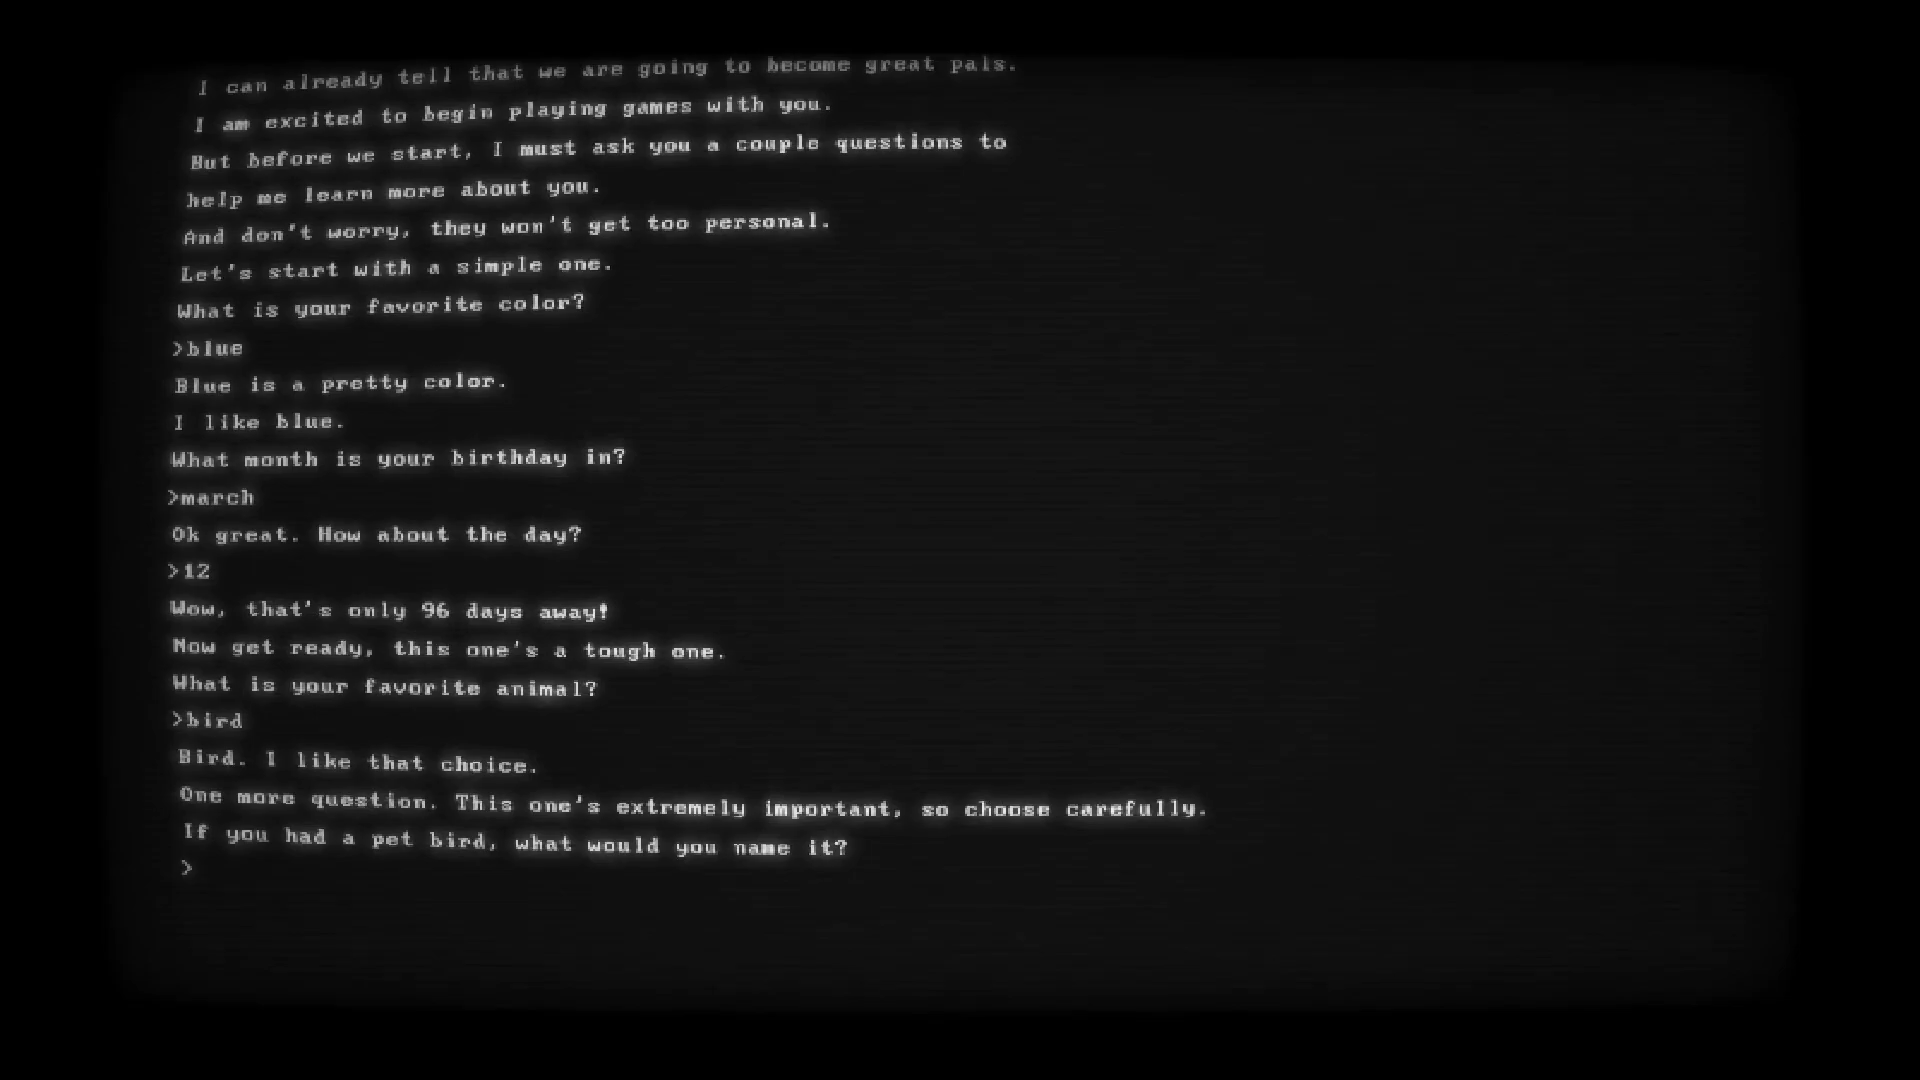 I can already tell that we are going to become great pals.
I am excited to begin playing games with you.
But before we start, I must ask you a couple questions to
help me learn more about you.
And don't worry, they won't get too personal.
Let's start with a simple one.
What is your favorite color?
>blue
Blue is a pretty color.
I like blue.
What month is your birthday in?
>march
Ok great. How about the day?
>12
Wow, that's only 96 days away!
Now get ready, this one's a tough one.
What is your favorite animal?
>bird
Bird. I like that choice.
One more question. This one's extremely important, so choose carefully.
If you had a pet bird, what would you name it?
>